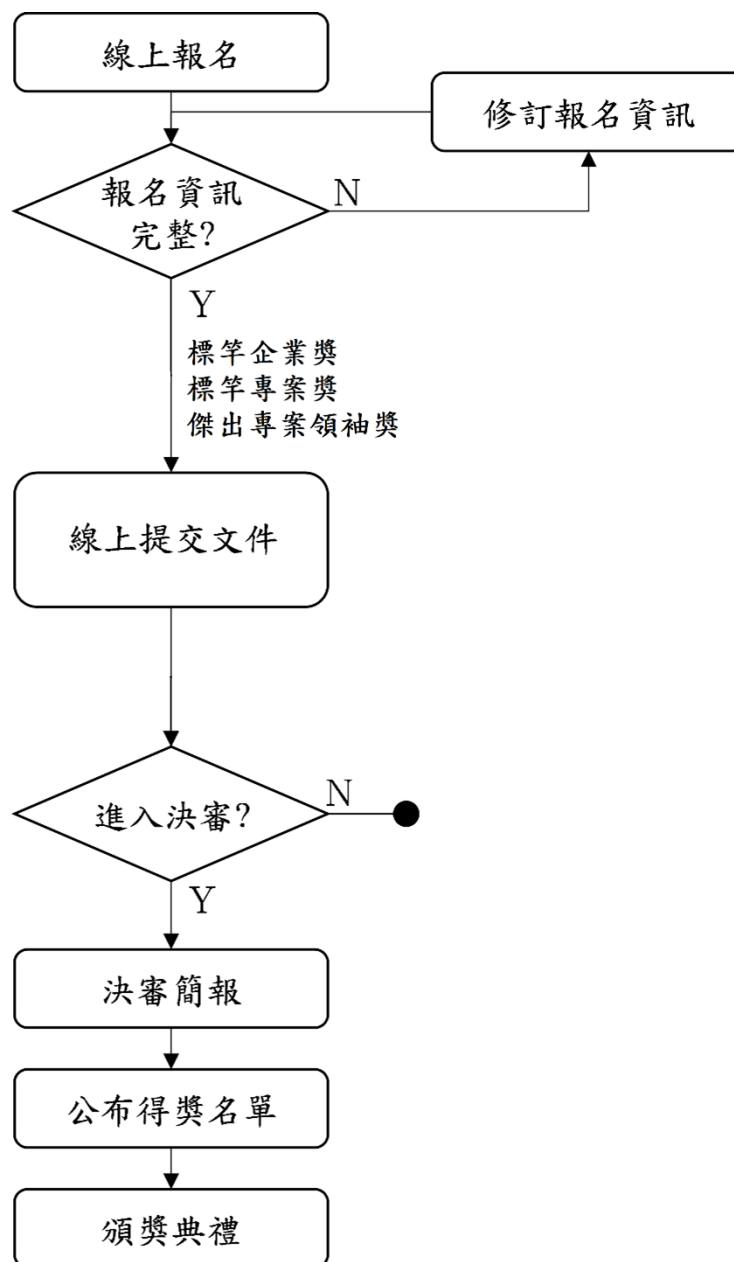 線上報名
修訂報名資訊
報名資訊
完整?
N
Y
標竿企業獎
標竿專案獎
傑出專案領袖獎
線上提交文件
進入決審?
N
Y
決審簡報
公布得獎名單
頒獎典禮